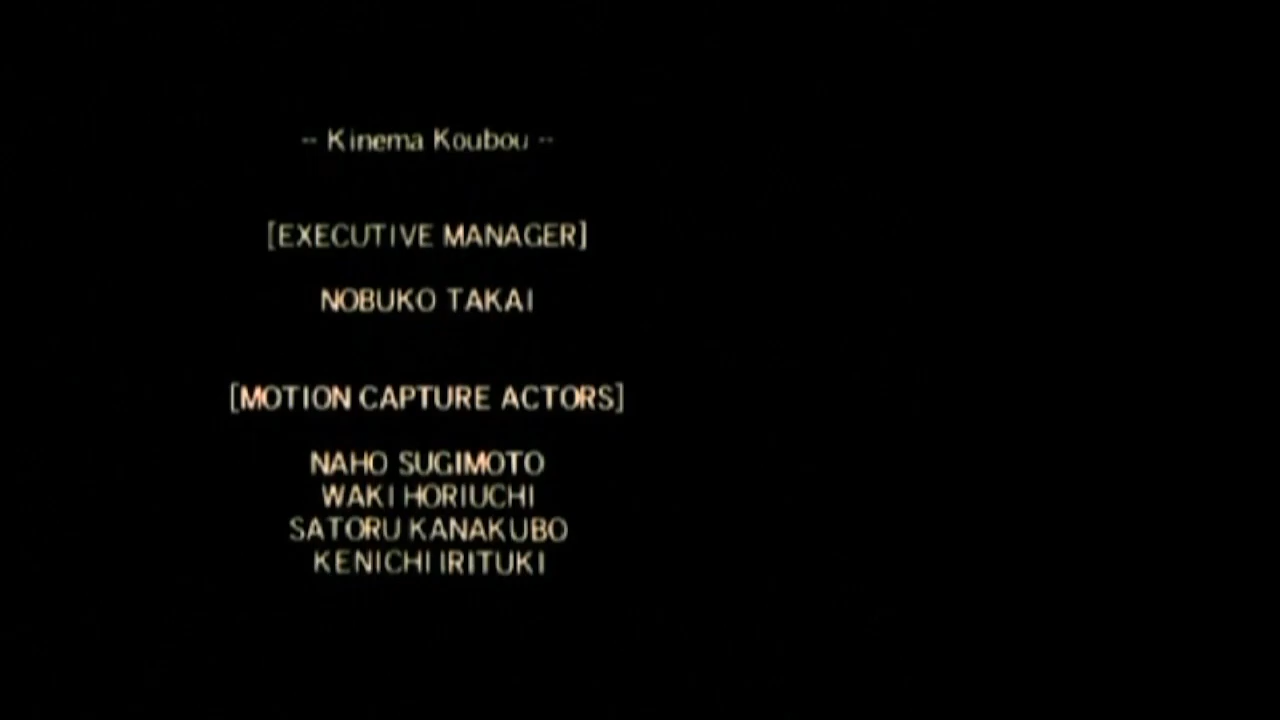 -- Kinema Koubou --
[EXECUTIVE MANAGER]
NOBUKO TAKAI
[MOTION CAPTURE ACTORS]
NAHO SUGIMOTO
WAKI HORIUCHI
SATORU KANAKUBO
KENICHI IRITUKI